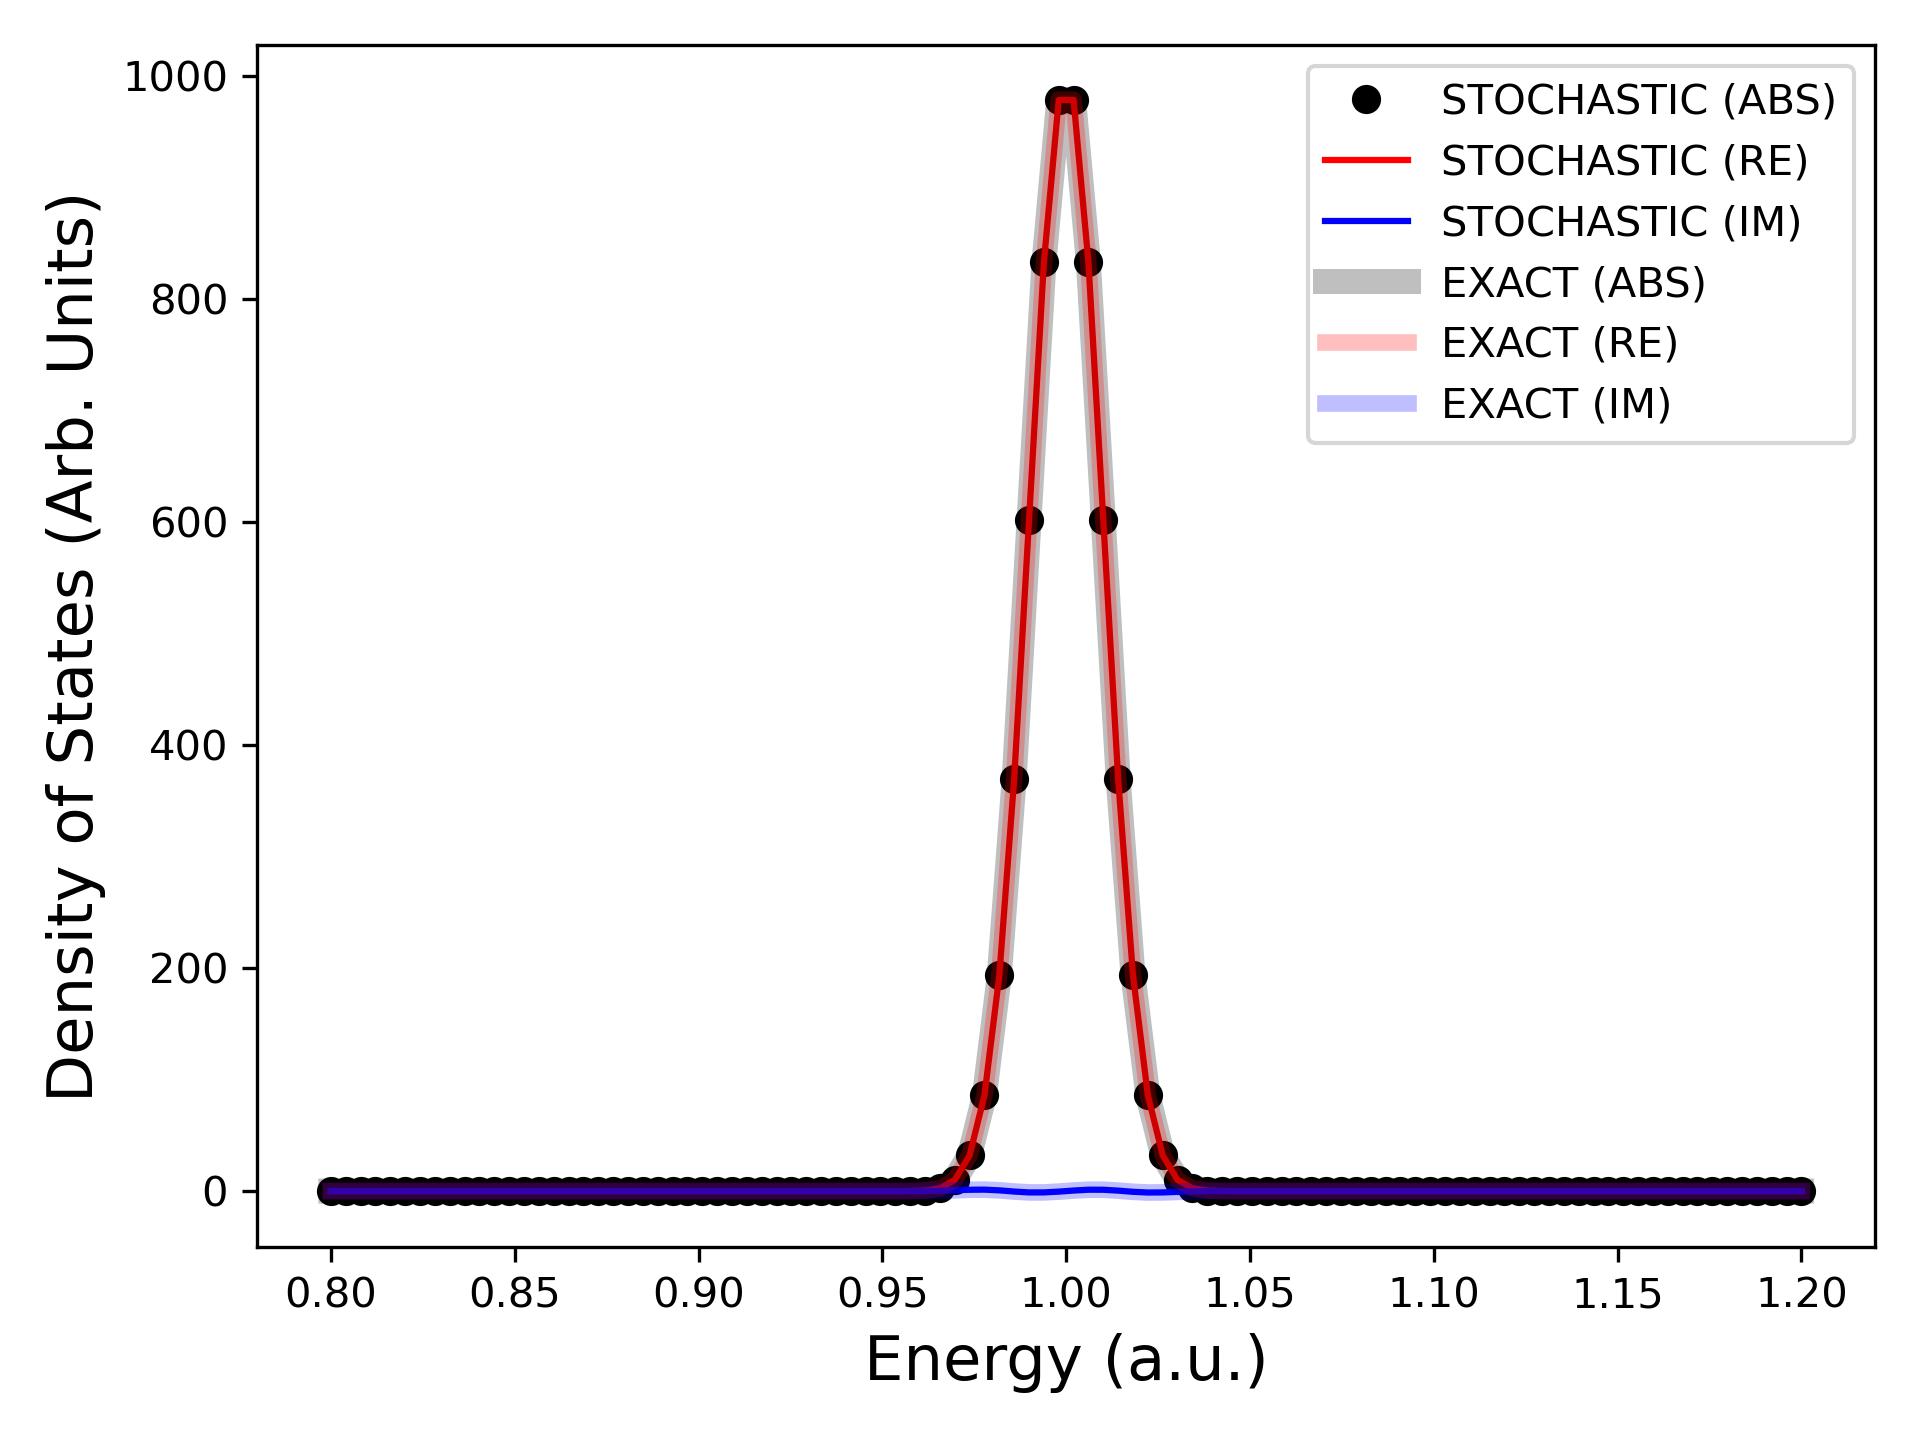 Density of States (Arb. Units)
1000
800
600
400
200
0
STOCHASTIC (ABS)
STOCHASTIC (RE)
STOCHASTIC (IM)
EXACT (ABS)
EXACT (RE)
EXACT (IM)
0.80 0.85 0.90 0.95 1.00 1.05 1.10 1.15 1.20
Energy (a.u.)